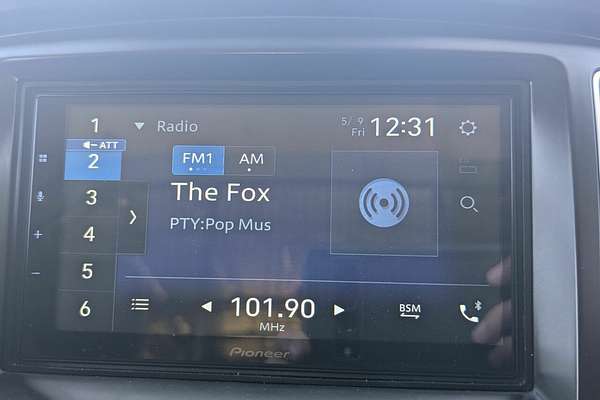 1
Radio
5/ 9
Fri
12:31
ATT
2
FM1
AM
3
The Fox
4
PTY:Pop Mus
5
6
101.90
MHz
BSM
Pioneer